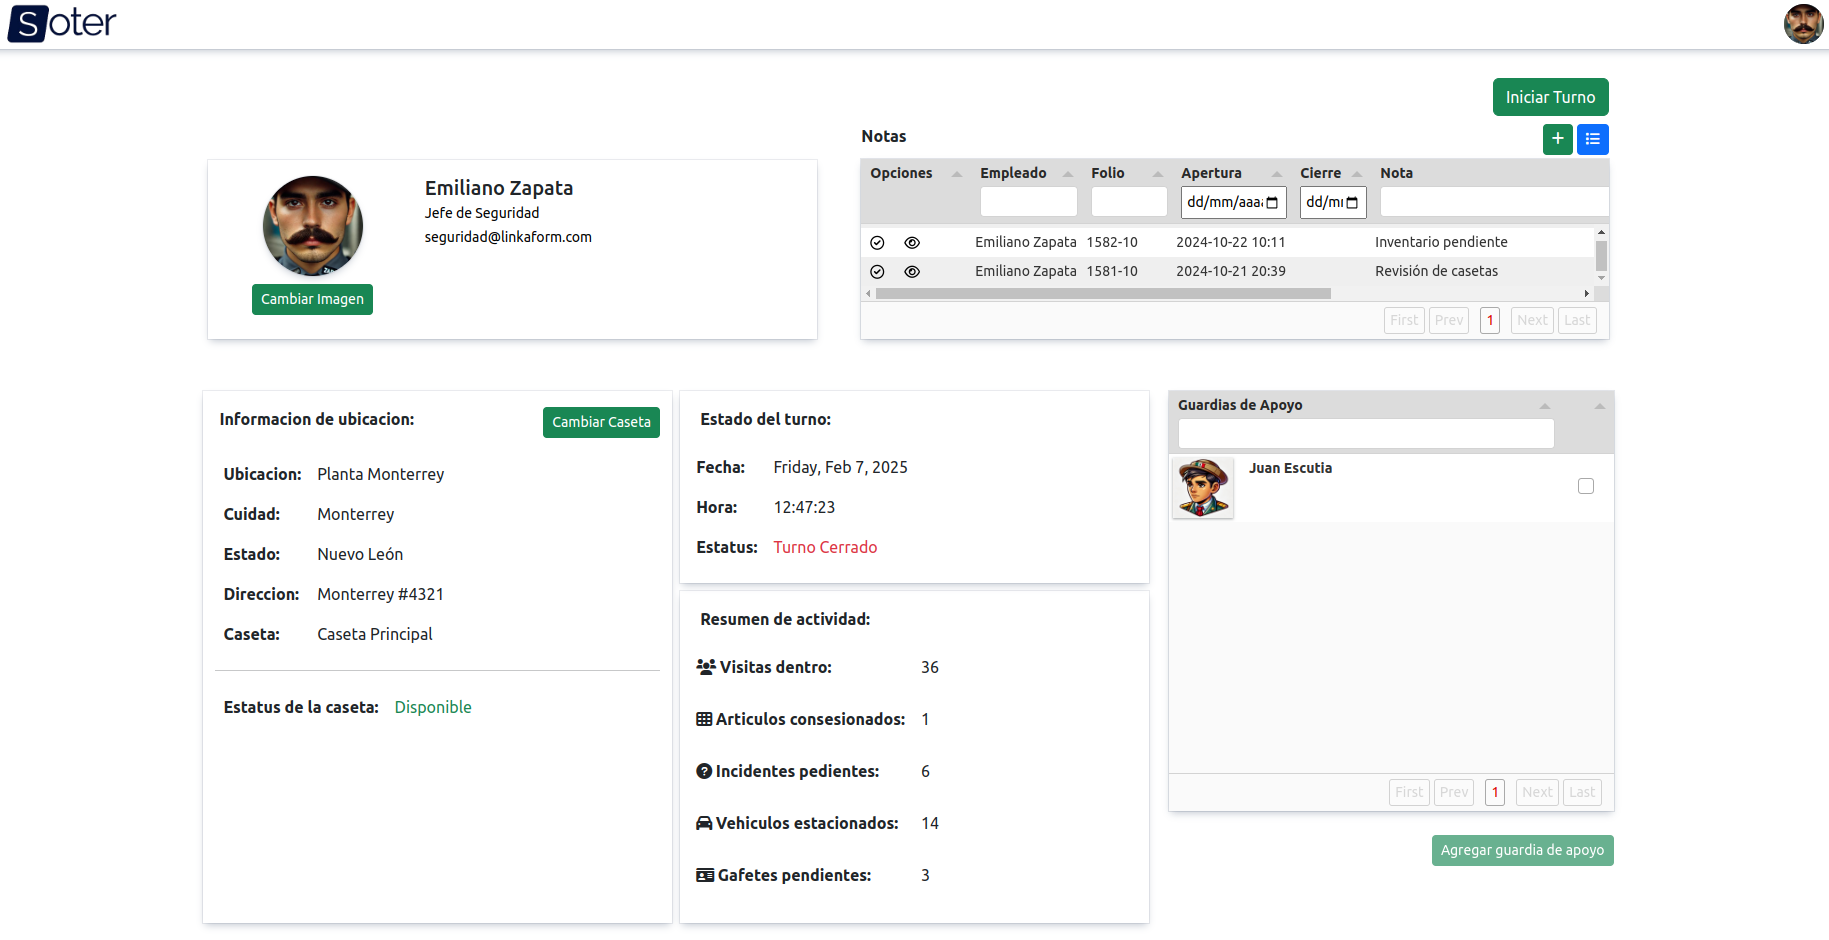 Soter
Iniciar Turno
Notas
Emiliano Zapata
Jefe de Seguridad
seguridad@linkaform.com
Cambiar Imagen
Opciones Empleado Folio Apertura Cierre Nota
dd/mm/aaaa dd/m
Emiliano Zapata 1582-10 2024-10-22 10:11 Inventario pendiente
Emiliano Zapata 1581-10 2024-10-21 20:39 Revisión de casetas
First Prev 1 Next Last
Informacion de ubicacion:
Cambiar Caseta
Ubicacion: Planta Monterrey
Cuidad: Monterrey
Estado: Nuevo León
Direccion: Monterrey #4321
Caseta: Caseta Principal
Estatus de la caseta: Disponible
Estado del turno:
Fecha: Friday, Feb 7, 2025
Hora: 12:47:23
Estatus: Turno Cerrado
Resumen de actividad:
Visitas dentro: 36
Articulos consesionados: 1
Incidentes pedientes: 6
Vehiculos estacionados: 14
Gafetes pendientes: 3
Guardias de Apoyo
Juan Escutia
First Prev 1 Next Last
Agregar guardia de apoyo